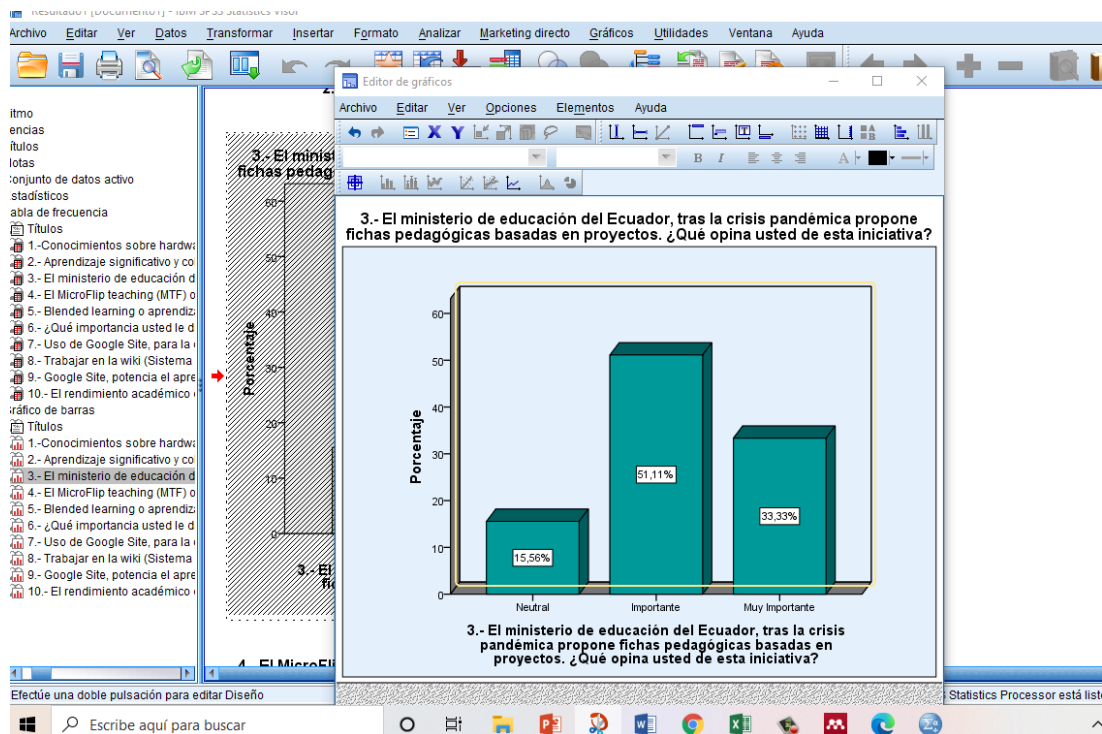 Resultado1 [Documento1] - IBM SPSS Statistics Visor
Archivo Editar Ver Datos Transformar Insertar Formato Analizar Marketing directo Gráficos Utilidades Ventana Ayuda
itmo
encias
ítulos
lotas
onjunto de datos activo
stadísticos
abla de frecuencia
Títulos
1.-Conocimientos sobre hardwa
2.- Aprendizaje significativo y co
3.- El ministerio de educación d
4.- El MicroFlip teaching (MTF) o
5.- Blended learning o aprendiza
6.- ¿Qué importancia usted le d
7.- Uso de Google Site, para la
8.- Trabajar en la wiki (Sistema
9.- Google Site, potencia el apre
10.- El rendimiento académico
ráfico de barras
Títulos
1.-Conocimientos sobre hardwa
2.- Aprendizaje significativo y co
3.- El ministerio de educación d
4.- El MicroFlip teaching (MTF) o
5.- Blended learning o aprendiza
6.- ¿Qué importancia usted le d
7.- Uso de Google Site, para la
8.- Trabajar en la wiki (Sistema
9.- Google Site, potencia el apre
10.- El rendimiento académico
3.- El minist
fichas pedag
60
50
40
30
20
10
0
Porcentaje
3.- El
fi
4.- El MicroFli
Editor de gráficos
Archivo Editar Ver Opciones Elementos Ayuda
X Y
B I A
3.- El ministerio de educación del Ecuador, tras la crisis pandémica propone
fichas pedagógicas basadas en proyectos. ¿Qué opina usted de esta iniciativa?
60
50
40
30
20
10
0
Porcentaje
15,56%
51,11%
33,33%
Neutral Importante Muy Importante
3.- El ministerio de educación del Ecuador, tras la crisis
pandémica propone fichas pedagógicas basadas en
proyectos. ¿Qué opina usted de esta iniciativa?
Efectúe una doble pulsación para editar Diseño
Statistics Processor está listo
Escribe aquí para buscar